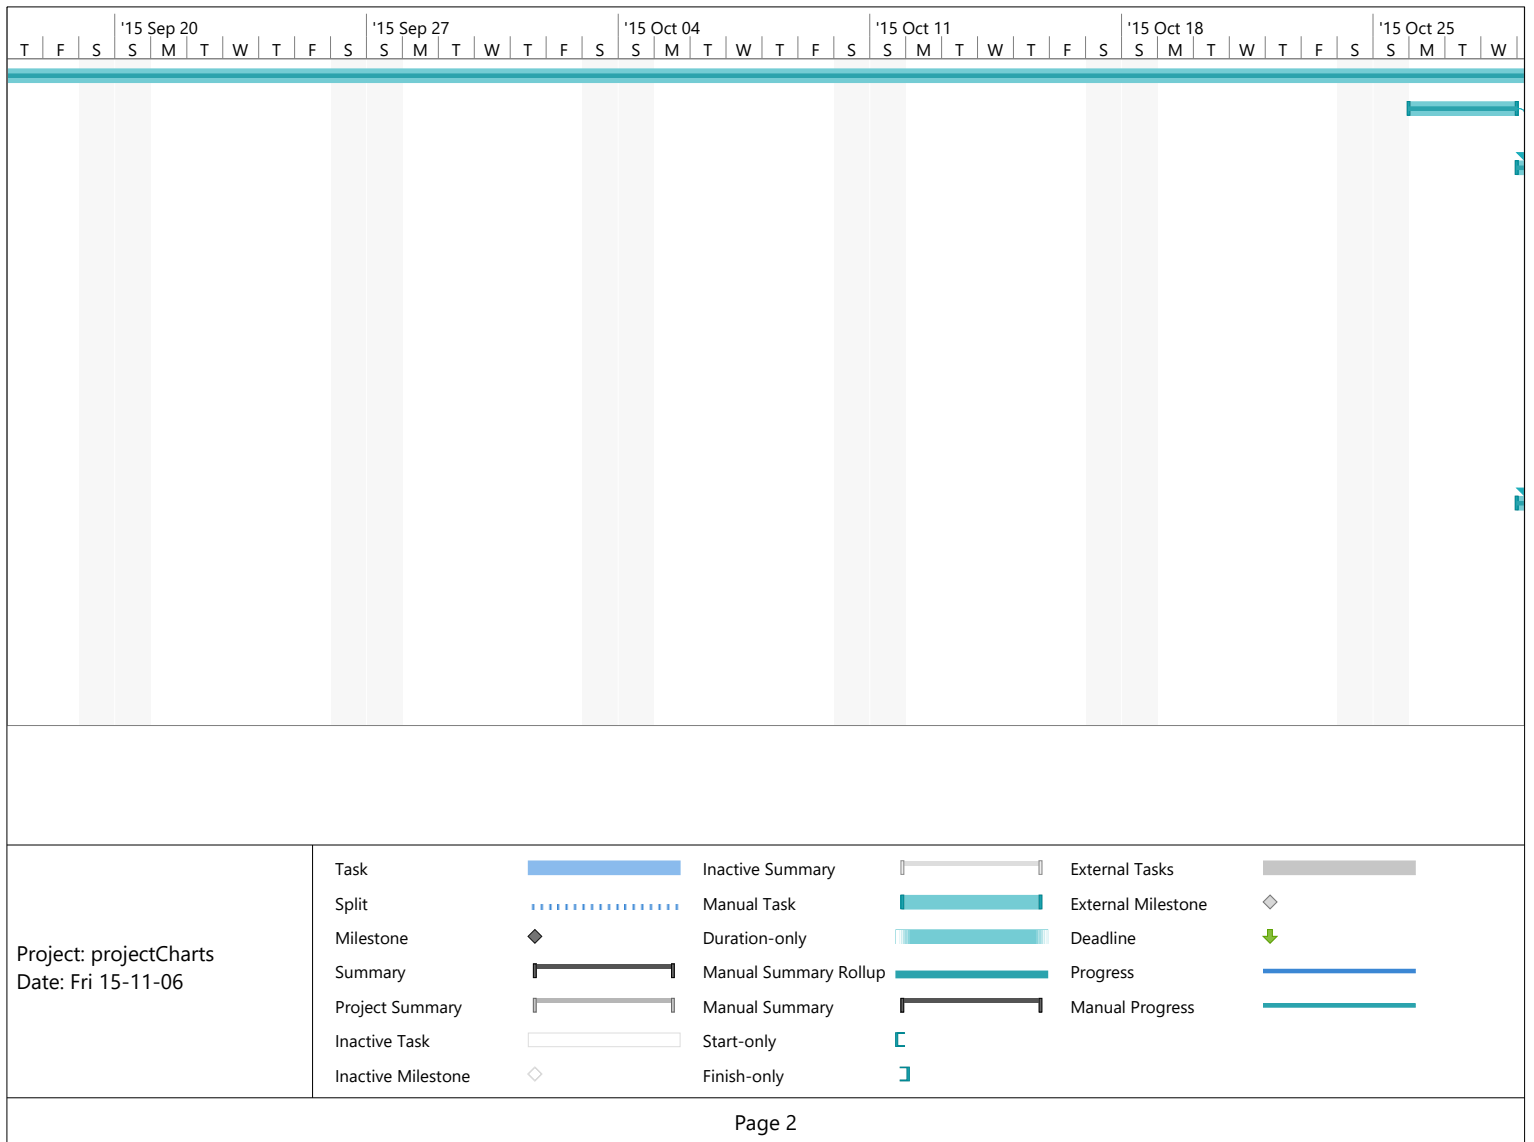 '15 Sep 20 '15 Sep 27 '15 Oct 04 '15 Oct 11 '15 Oct 18 '15 Oct 25
T F S S M T W T F S S M T W T F S S M T W T F S S M T W T F S S M T W T F S S M T W
Task Inactive Summary External Tasks
Split Manual Task External Milestone
Milestone Duration-only Deadline
Summary Manual Summary Rollup Progress
Project Summary Manual Summary Manual Progress
Inactive Task Start-only
Inactive Milestone Finish-only
Project: projectCharts
Date: Fri 15-11-06
Page 2